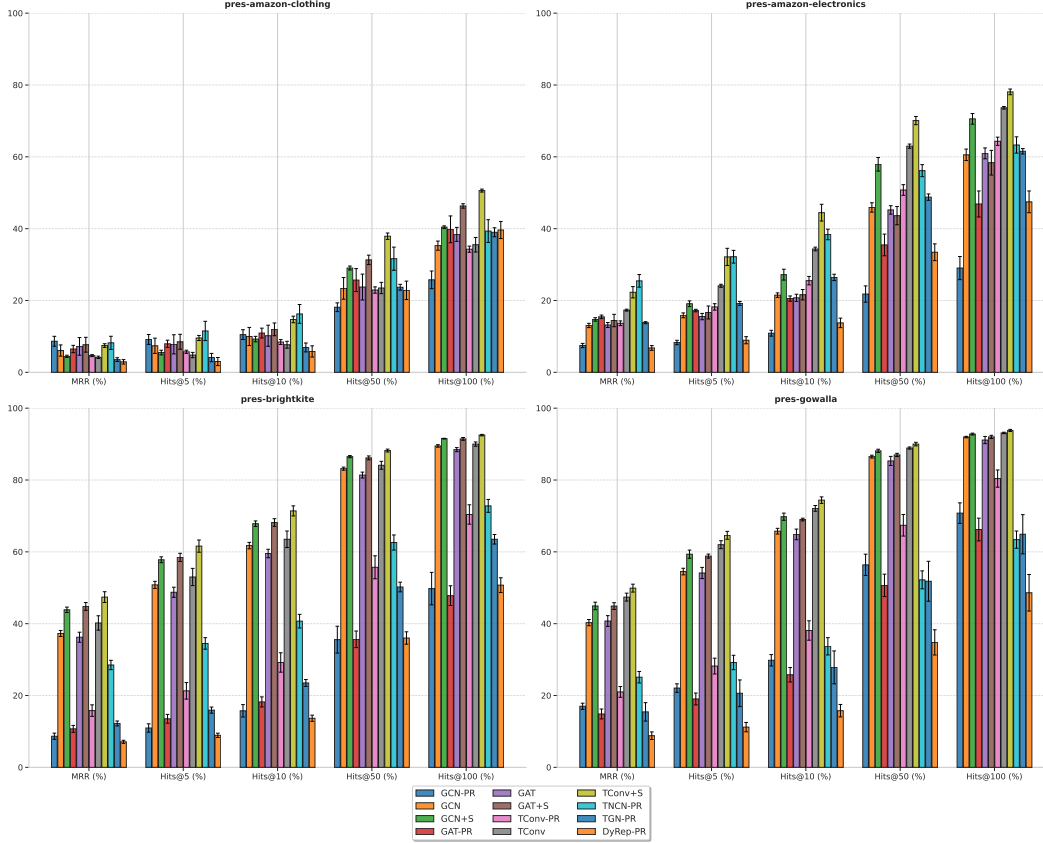 pres-amazon-clothing
100
80
60
40
20
0
MRR (%) Hits@5 (%) Hits@10 (%) Hits@50 (%) Hits@100 (%)
pres-amazon-electronics
100
80
60
40
20
0
MRR (%) Hits@5 (%) Hits@10 (%) Hits@50 (%) Hits@100 (%)
pres-brightkite
100
80
60
40
20
0
MRR (%) Hits@5 (%) Hits@10 (%) Hits@50 (%) Hits@100 (%)
pres-gowalla
100
80
60
40
20
0
MRR (%) Hits@5 (%) Hits@10 (%) Hits@50 (%) Hits@100 (%)
GCN-PR GAT TConv+S
GCN GAT+S TNCN-PR
GCN+S TConv-PR TGN-PR
GAT-PR TConv DyRep-PR